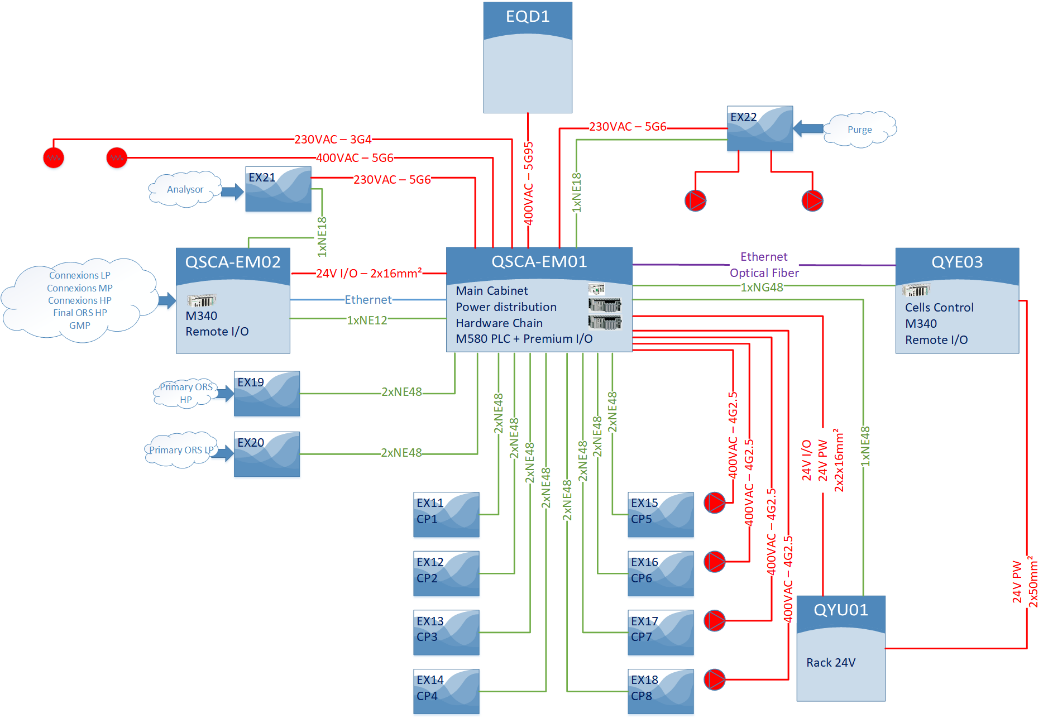 EQD1
EX22
Purge
230VAC – 3G4
230VAC – 5G6
400VAC – 5G6
400VAC – 5G95
EX21
Analysor
230VAC – 5G6
1xNE18
1xNE18
Connexions LP
Connexions MP
Connexions HP
Final ORS HP
GMP
QSCA-EM02
M340
Remote I/O
24V I/O – 2x16mm²
Ethernet
1xNE12
QSCA-EM01
Main Cabinet
Power distribution
Hardware Chain
M580 PLC + Premium I/O
Ethernet
Optical Fiber
1xNG48
QYE03
Cells Control
M340
Remote I/O
Primary ORS
HP
EX19
2xNE48
Primary ORS LP
EX20
2xNE48
2xNE48
2xNE48
2xNE48
2xNE48
2xNE48
2xNE48
2xNE48
2xNE48
400VAC – 4G2.5
400VAC – 4G2.5
400VAC – 4G2.5
400VAC – 4G2.5
24V I/O
24V PW
2x2x16mm²
1xNE48
24V PW
2x50mm²
EX11
CP1
EX12
CP2
EX13
CP3
EX14
CP4
EX15
CP5
EX16
CP6
EX17
CP7
EX18
CP8
QYU01
Rack 24V